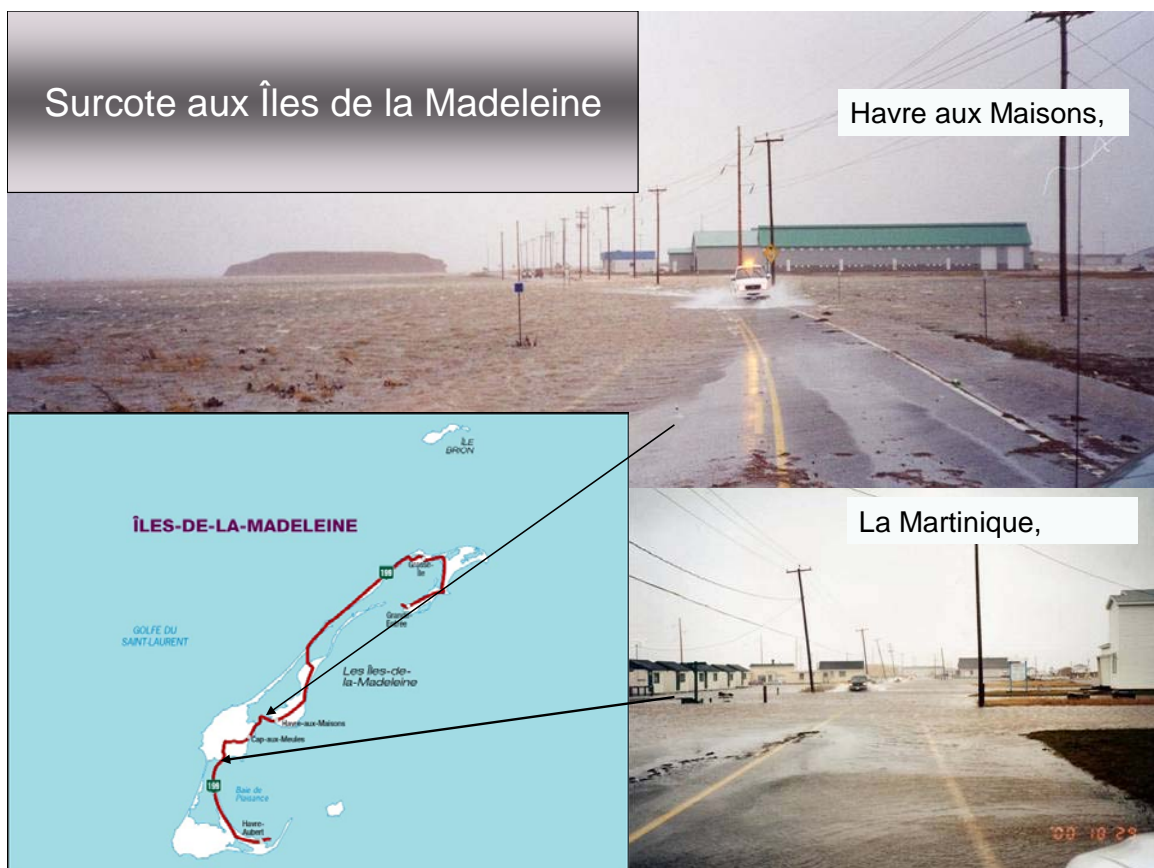 Surcote aux Îles de la Madeleine
Havre aux Maisons,
ÎLE
BRION
ÎLES-DE-LA-MADELEINE
199
Grosse-
Île
Grande-
Entrée
GOLFE DU
SAINT-LAURENT
Les Îles-de-
la-Madeleine
Havre-aux-Maisons
Cap-aux-Meules
199
Baie de
Plaisance
Havre-
Aubert
La Martinique,
'00 10 29